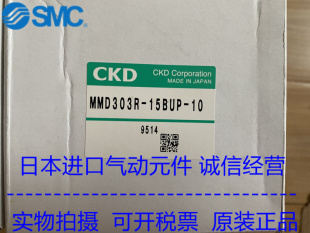 SMC
CKD
CKD Corporation
MADE IN JAPAN
MMD303R-15BUP-10
9514
日本进口气动元件 诚信经营
实物拍摄 可开税票 原装正品